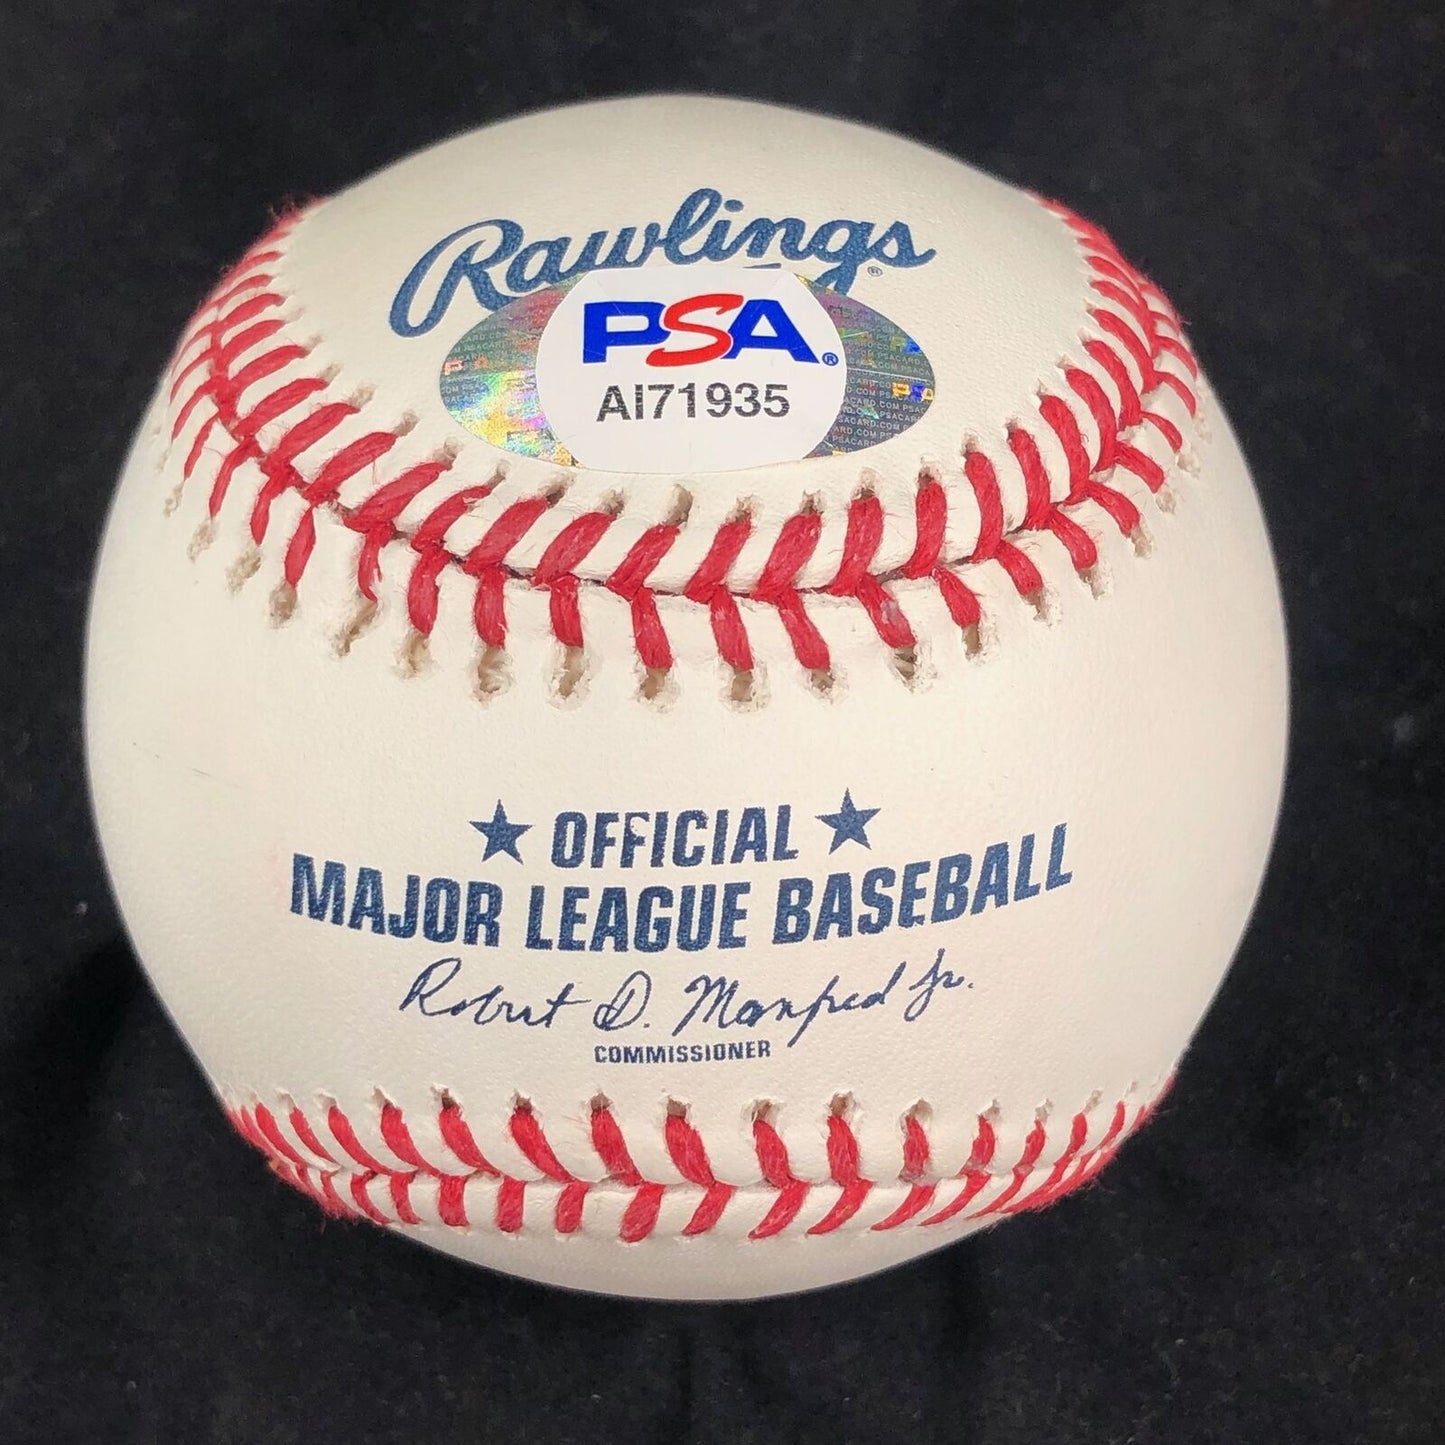 Rawlings®
PSA®
AI71935
★ OFFICIAL ★
MAJOR LEAGUE BASEBALL
Robert D. Manfred Jr.
COMMISSIONER